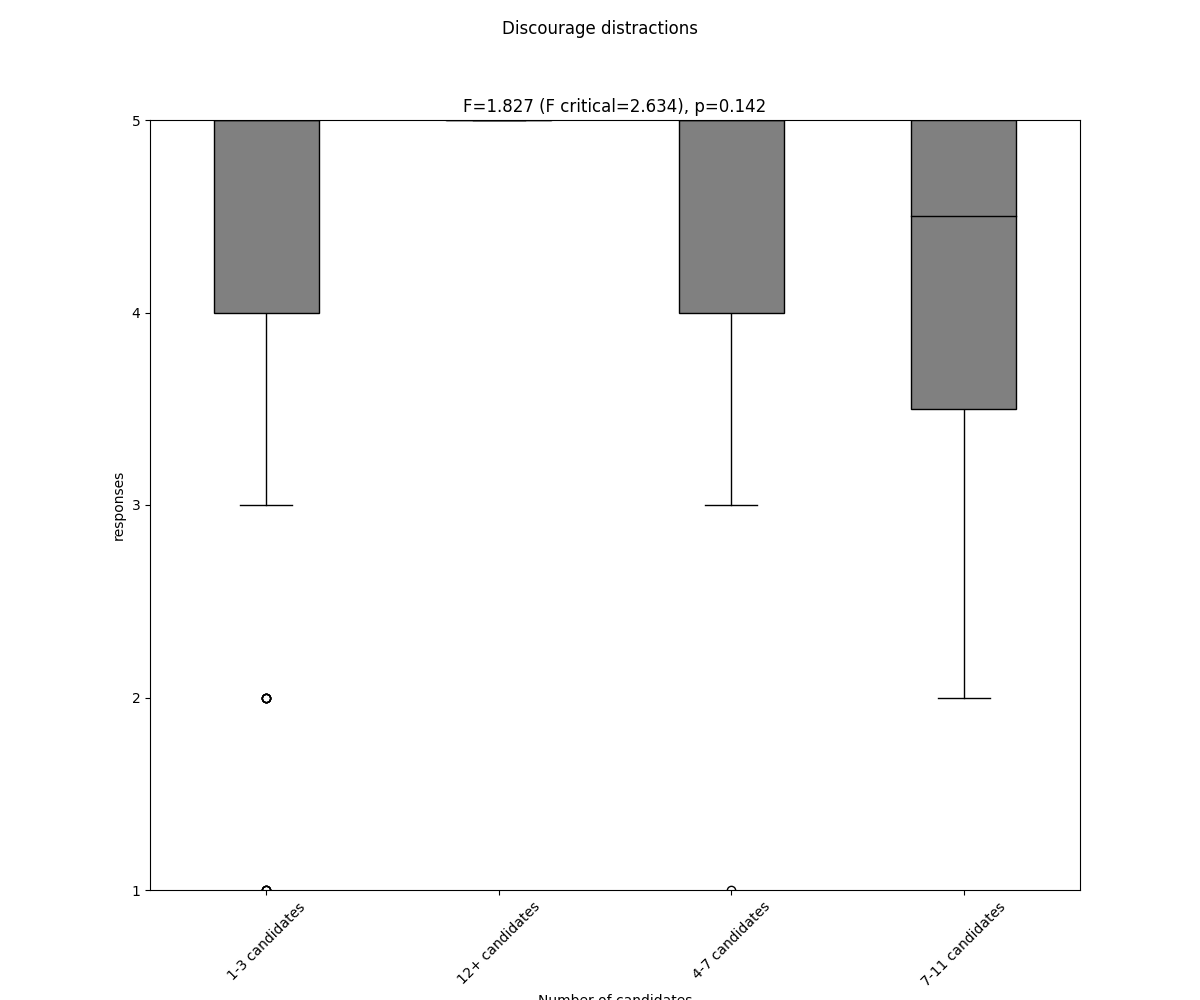 Discourage distractions
F=1.827 (F critical=2.634), p=0.142
5
4
3
2
1
responses
1-3 candidates
12+ candidates
4-7 candidates
7-11 candidates
Number of candidates